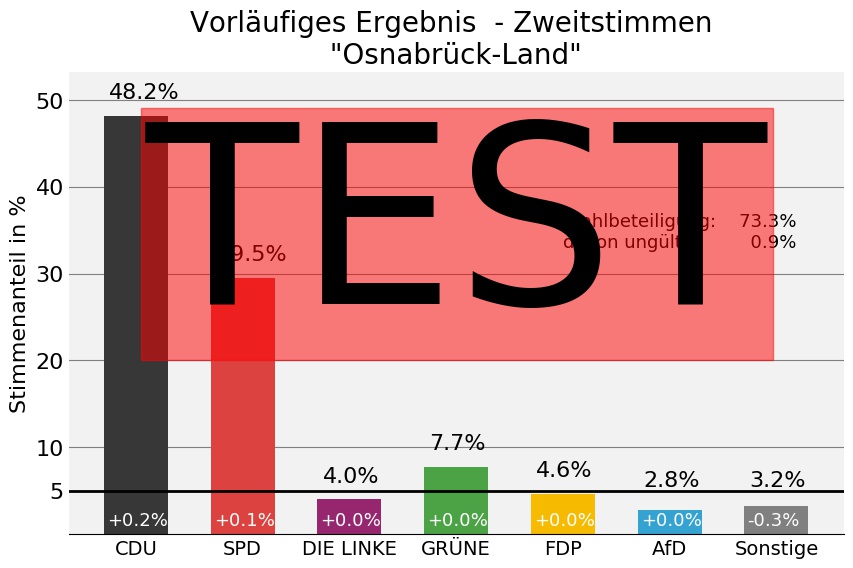 Vorläufiges Ergebnis - Zweitstimmen
"Osnabrück-Land"
Stimmenanteil in %
50
40
30
20
10
5
48.2%
TEST
73.3%
0.9%
7.7%
4.0%
4.6%
2.8%
3.2%
+0.2%
+0.1%
+0.0%
+0.0%
+0.0%
+0.0%
-0.3%
CDU
SPD
DIE LINKE
GRÜNE
FDP
AfD
Sonstige